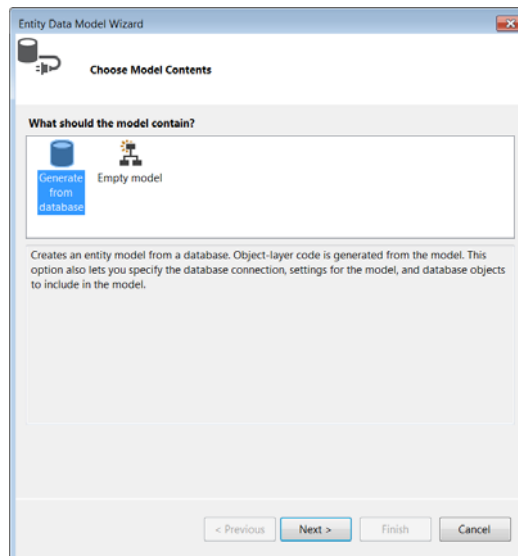 Entity Data Model Wizard
Choose Model Contents
What should the model contain?
Generate from database
Empty model
Creates an entity model from a database. Object-layer code is generated from the model. This
option also lets you specify the database connection, settings for the model, and database objects
to include in the model.
< Previous
Next >
Finish
Cancel